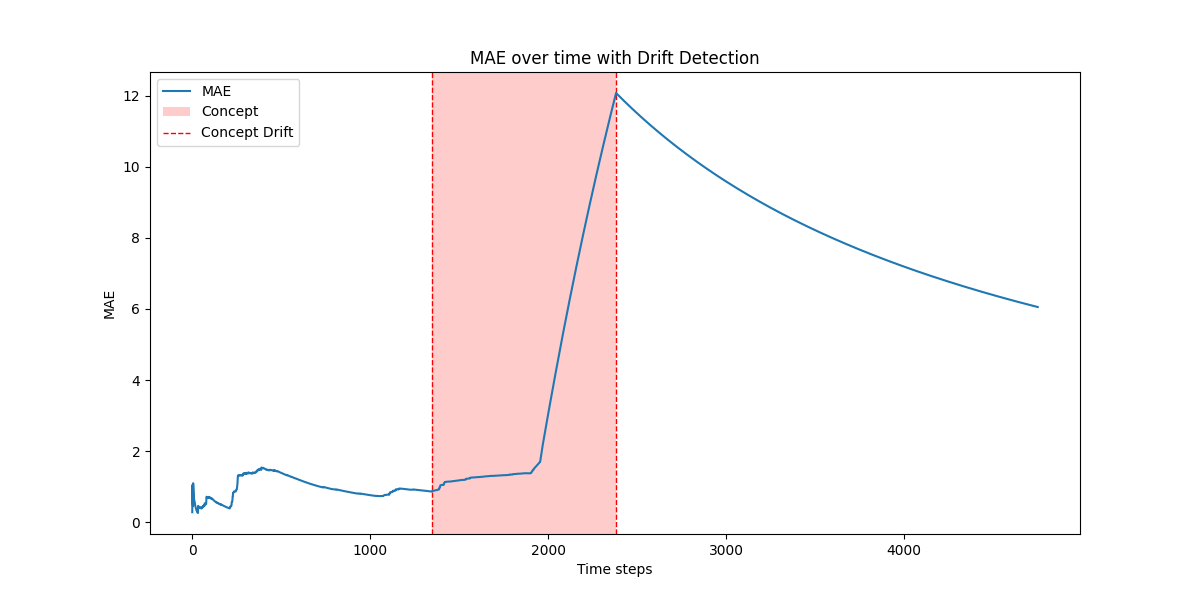 MAE over time with Drift Detection
MAE
Concept
Concept Drift
12
10
8
6
4
2
0
MAE
0 1000 2000 3000 4000
Time steps